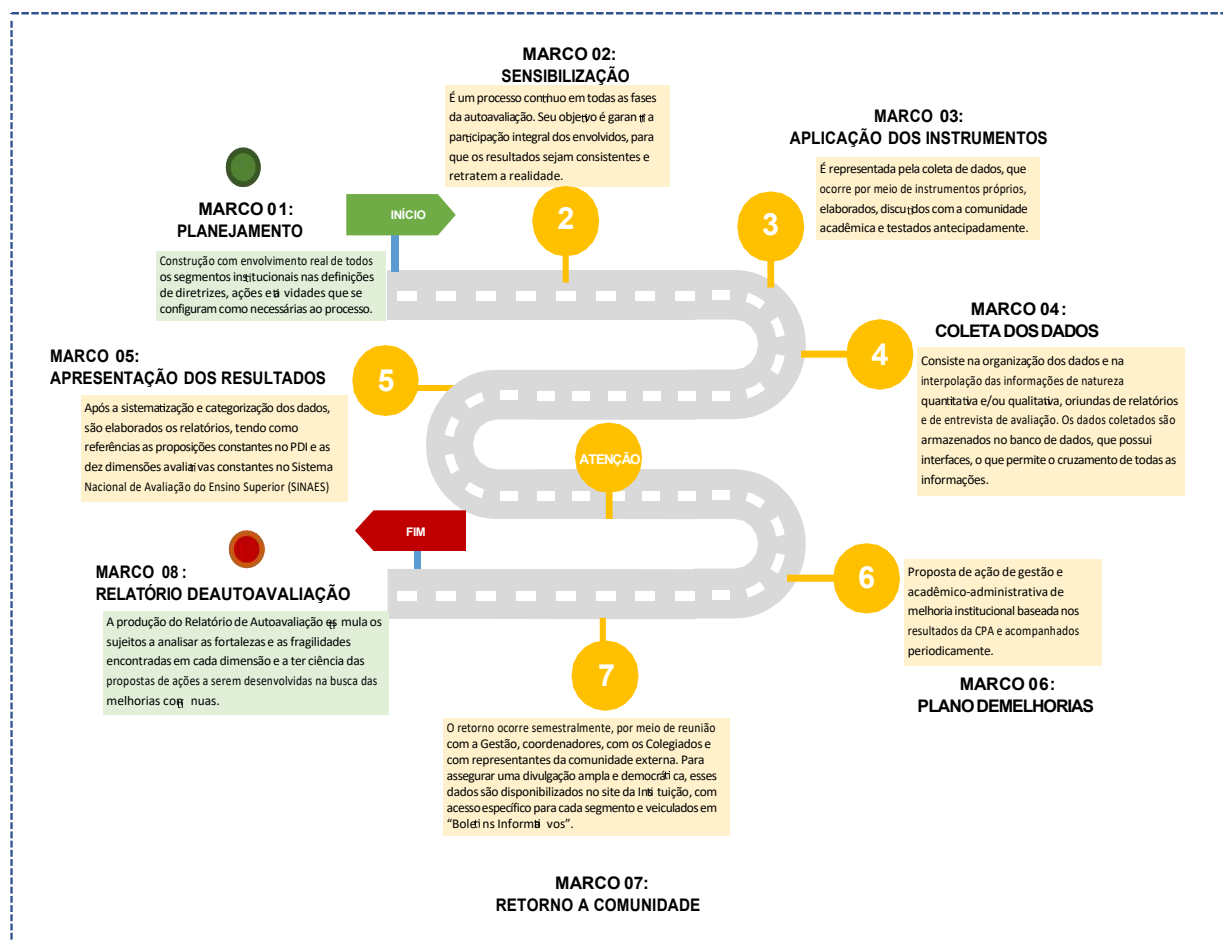 MARCO 02:
SENSIBILIZAÇÃO
É um processo contínuo em todas as fases
da autoavaliação. Seu objetivo é garantir a
participação integral dos envolvidos, para
que os resultados sejam consistentes e
retratem a realidade.
MARCO 03:
APLICAÇÃO DOS INSTRUMENTOS
É representada pela coleta de dados, que
ocorre por meio de instrumentos próprios,
elaborados, discutidos com a comunidade
acadêmica e testados antecipadamente.
MARCO 01:
PLANEJAMENTO
Construção com envolvimento real de todos
os segmentos institucionais nas definições
de diretrizes, ações e ativi vidades que se
configuram como necessárias ao processo.
INÍCIO
2
3
MARCO 04:
COLETA DOS DADOS
Consiste na organização dos dados e na
interpolação das informações de natureza
quantitativa e/ou qualitativa, oriundas de relatórios
e de entrevista de avaliação. Os dados coletados são
armazenados no banco de dados, que possui
interfaces, o que permite o cruzamento de todas as
informações.
4
MARCO 05:
APRESENTAÇÃO DOS RESULTADOS
Após a sistematização e categorização dos dados,
são elaborados os relatórios, tendo como
referências as proposições constantes no PDI e as
dez dimensões avaliativas constantes no Sistema
Nacional de Avaliação do Ensino Superior (SINAES)
5
ATENÇÃO
FIM
MARCO 08:
RELATÓRIO DEAUTOAVALIAÇÃO
A produção do Relatório de Autoavaliação estimula os
sujeitos a analisar as fortalezas e as fragilidades
encontradas em cada dimensão e a ter ciência das
propostas de ações a serem desenvolvidas na busca das
melhorias contínuas.
6
Proposta de ação de gestão e
acadêmico-administrativa de
melhoria institucional baseada nos
resultados da CPA e acompanhados
periodicamente.
MARCO 06:
PLANO DEMELHORIAS
7
O retorno ocorre semestralmente, por meio de reunião
com a Gestão, coordenadores, com os Colegiados e
com representantes da comunidade externa. Para
assegurar uma divulgação ampla e democrática, esses
dados são disponibilizados no site da Instituição, com
acesso específico para cada segmento e veiculados em
“Boletins Informativos”.
MARCO 07:
RETORNO A COMUNIDADE